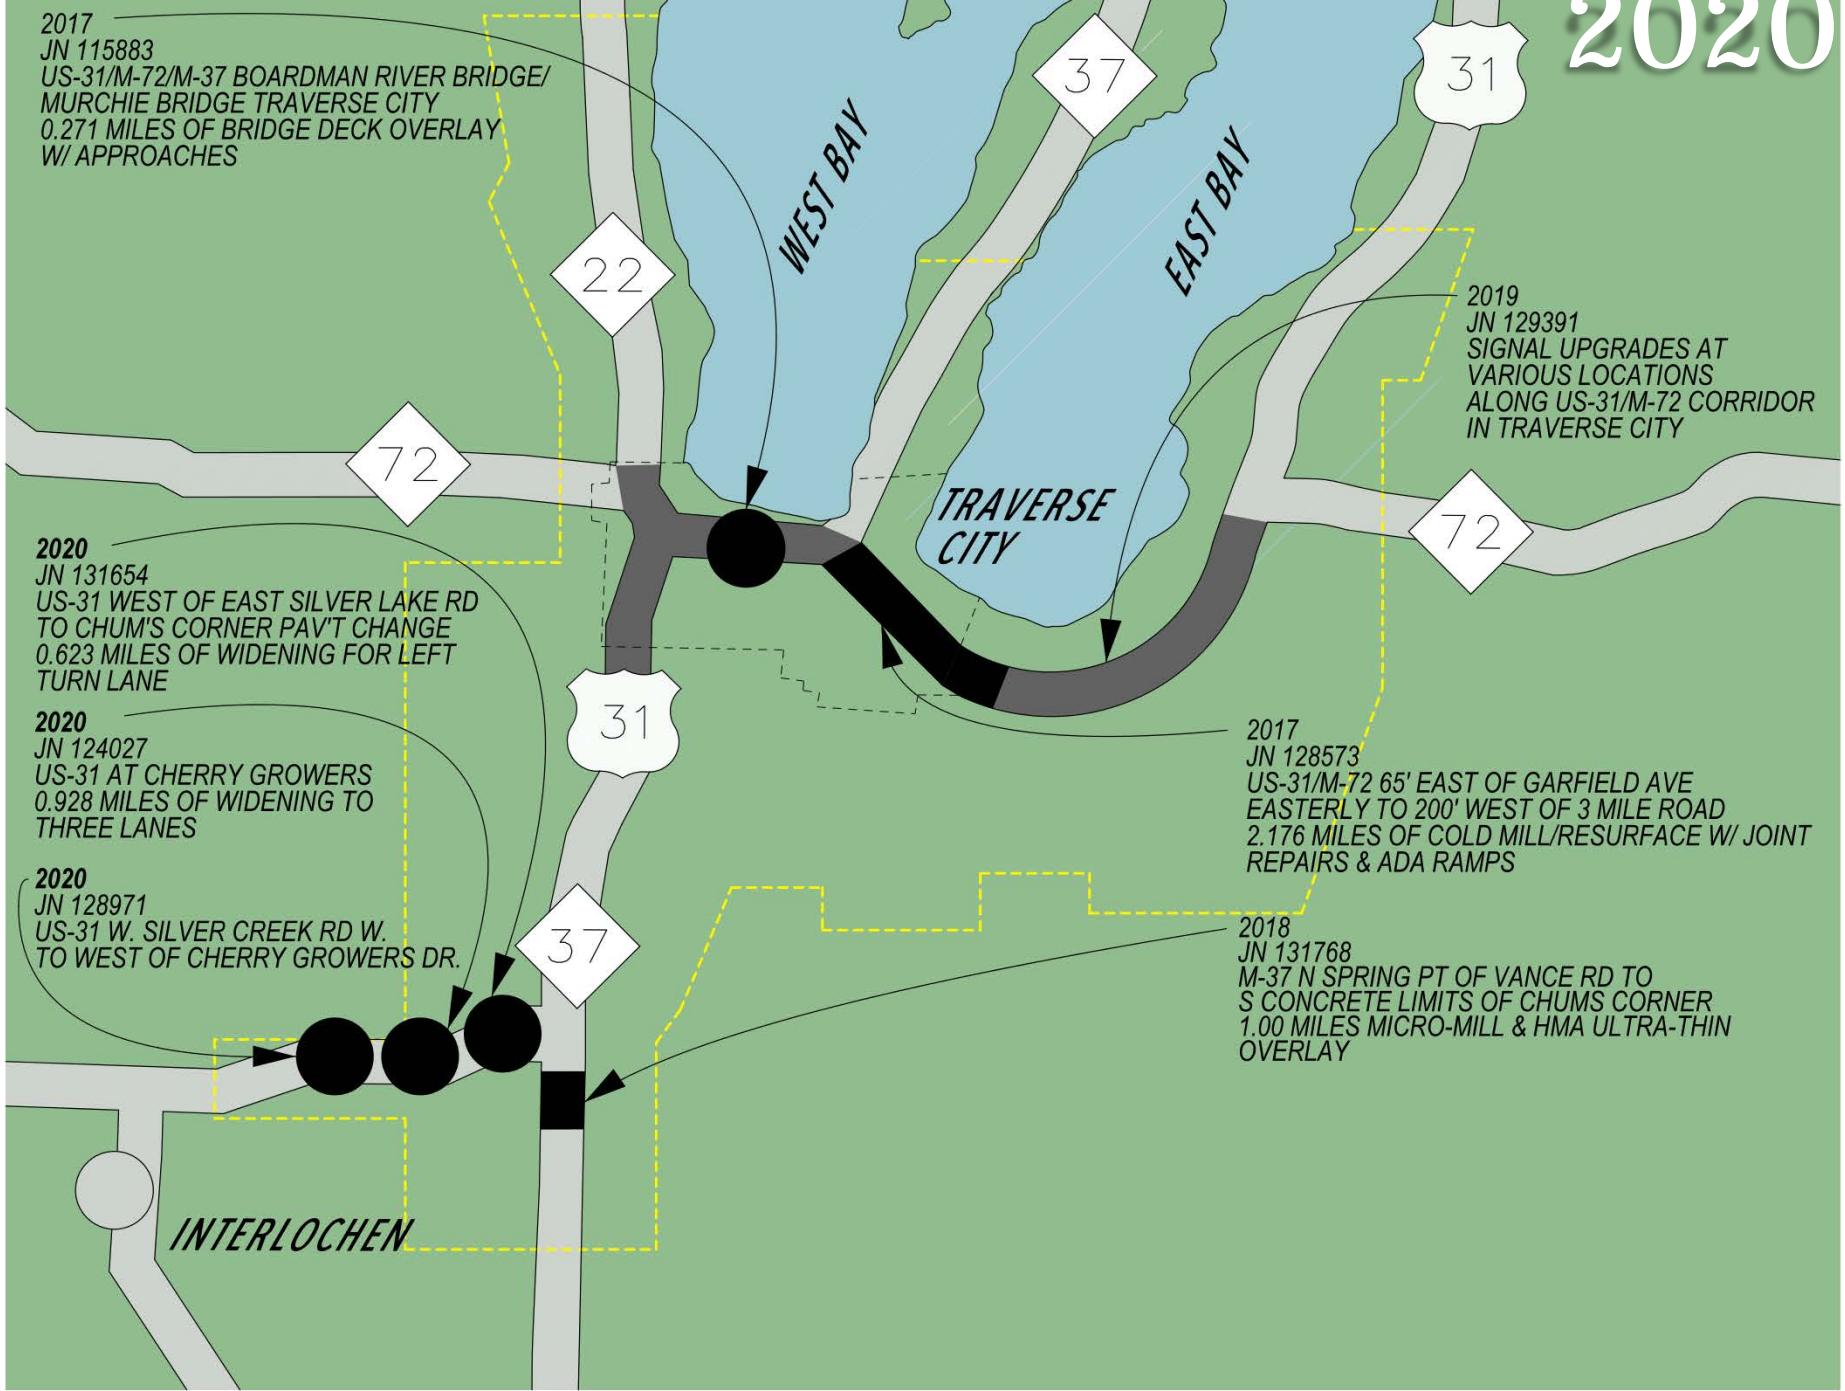 2020
2017
JN 115883
US-31/M-72/M-37 BOARDMAN RIVER BRIDGE/
MURCHIE BRIDGE TRAVERSE CITY
0.271 MILES OF BRIDGE DECK OVERLAY
W/ APPROACHES
37
31
WEST BAY
EAST BAY
22
2019
JN 129391
SIGNAL UPGRADES AT
VARIOUS LOCATIONS
ALONG US-31/M-72 CORRIDOR
IN TRAVERSE CITY
72
TRAVERSE
CITY
72
2020
JN 131654
US-31 WEST OF EAST SILVER LAKE RD
TO CHUM'S CORNER PAV'T CHANGE
0.623 MILES OF WIDENING FOR LEFT
TURN LANE
31
2020
JN 124027
US-31 AT CHERRY GROWERS
0.928 MILES OF WIDENING TO
THREE LANES
2017
JN 128573
US-31/M-72 65' EAST OF GARFIELD AVE
EASTERLY TO 200' WEST OF 3 MILE ROAD
2.176 MILES OF COLD MILL/RESURFACE W/ JOINT
REPAIRS & ADA RAMPS
2020
JN 128971
US-31 W. SILVER CREEK RD W.
TO WEST OF CHERRY GROWERS DR.
37
2018
JN 131768
M-37 N SPRING PT OF VANCE RD TO
S CONCRETE LIMITS OF CHUMS CORNER
1.00 MILES MICRO-MILL & HMA ULTRA-THIN
OVERLAY
INTERLOCHEN